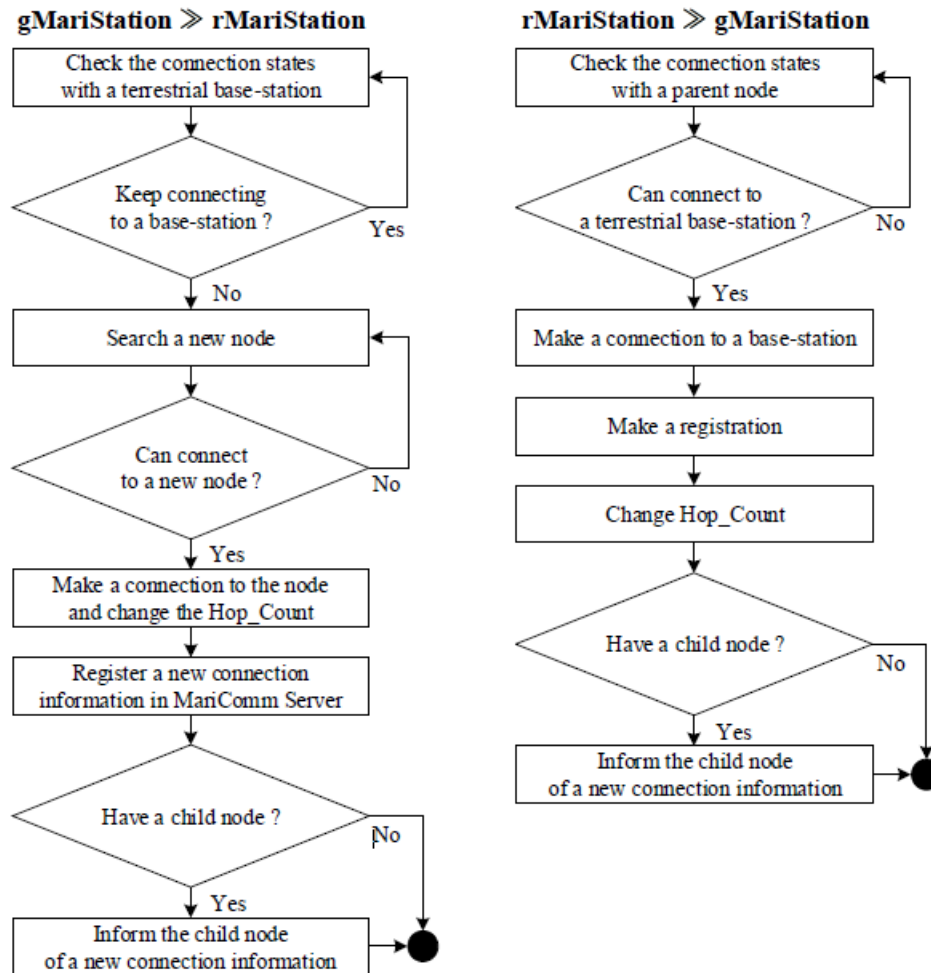 gMariStation ≫ rMariStation
Check the connection states
with a terrestrial base-station
Keep connecting
to a base-station ?
Yes
No
Search a new node
Can connect
to a new node ?
No
Yes
Make a connection to the node
and change the Hop_Count
Register a new connection
information in MariComm Server
Have a child node ?
No
Yes
Inform the child node
of a new connection information
rMariStation ≫ gMariStation
Check the connection states
with a parent node
Can connect to
a terrestrial base-station ?
No
Yes
Make a connection to a base-station
Make a registration
Change Hop_Count
Have a child node ?
No
Yes
Inform the child node
of a new connection information